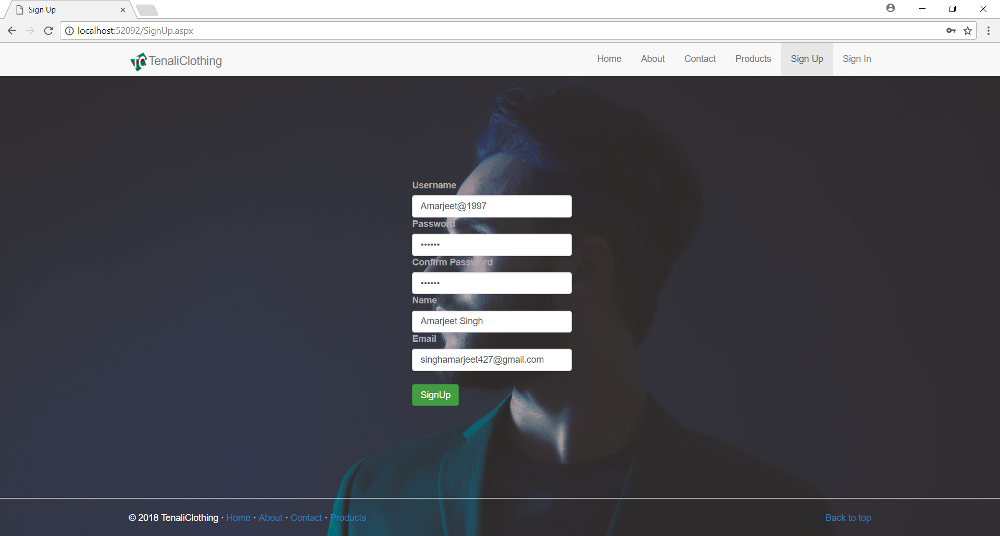 Sign Up
localhost:52092/SignUp.aspx
TenaliClothing Home About Contact Products Sign Up Sign In
Username
Amarjeet@1997
Password
••••••
Confirm Password
••••••
Name
Amarjeet Singh
Email
singhamarjeet427@gmail.com
SignUp
© 2018 TenaliClothing · Home · About · Contact · Products Back to top